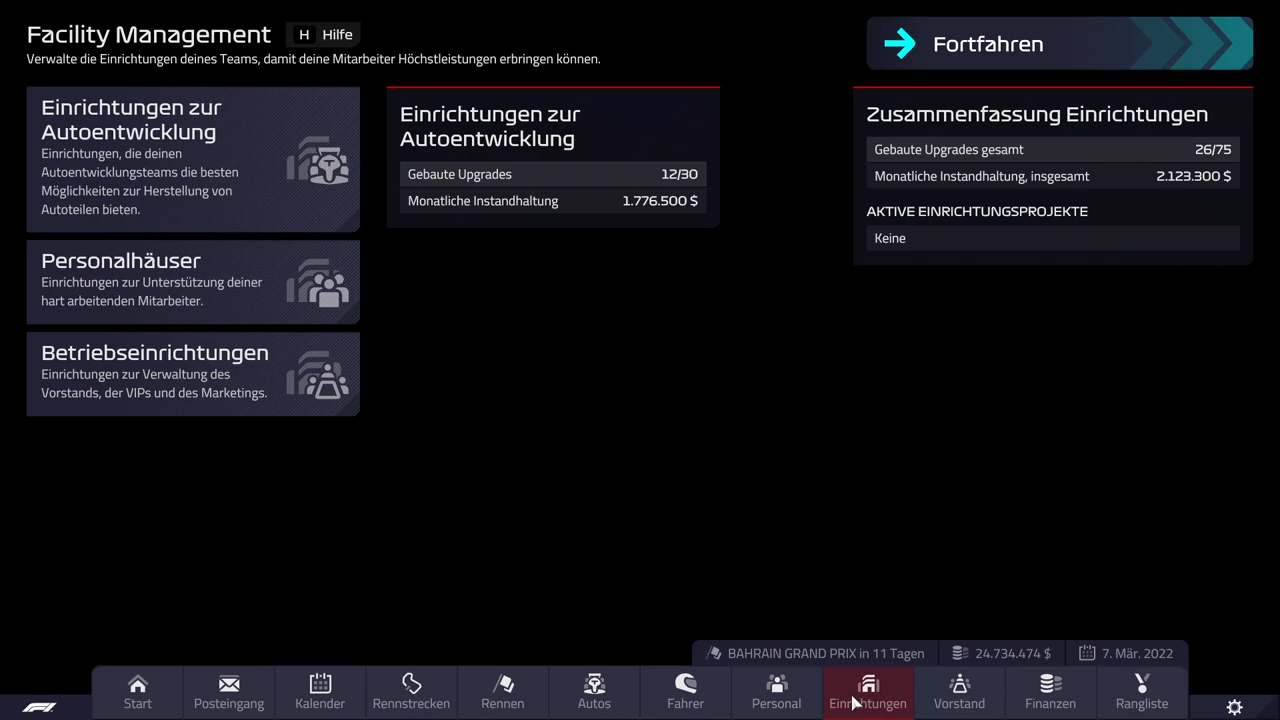 Facility Management
H Hilfe
Verwalte die Einrichtungen deines Teams, damit deine Mitarbeiter Höchstleistungen erbringen können.
Fortfahren
Einrichtungen zur
Autoentwicklung
Einrichtungen, die deinen
Autoentwicklungsteams die besten
Möglichkeiten zur Herstellung von
Autoteilen bieten.
Personalhäuser
Einrichtungen zur Unterstützung deiner
hart arbeitenden Mitarbeiter.
Betriebseinrichtungen
Einrichtungen zur Verwaltung des
Vorstands, der VIPs und des Marketings.
Einrichtungen zur
Autoentwicklung
Gebaute Upgrades 12/30
Monatliche Instandhaltung 1.776.500 $
Zusammenfassung Einrichtungen
Gebaute Upgrades gesamt 26/75
Monatliche Instandhaltung, insgesamt 2.123.300 $
AKTIVE EINRICHTUNGSPROJEKTE
Keine
BAHRAIN GRAND PRIX in 11 Tagen 24.734.474 $ 7. Mär. 2022
Start Posteingang Kalender Rennstrecken Rennen Autos Fahrer Personal Einrichtungen Vorstand Finanzen Rangliste